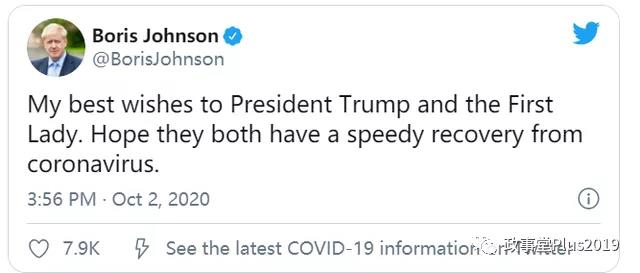 Boris Johnson
@BorisJohnson
My best wishes to President Trump and the First
Lady. Hope they both have a speedy recovery from
coronavirus.
3:56 PM · Oct 2, 2020
7.9K
See the latest COVID-19 information on Twitter
政事堂Plus2019